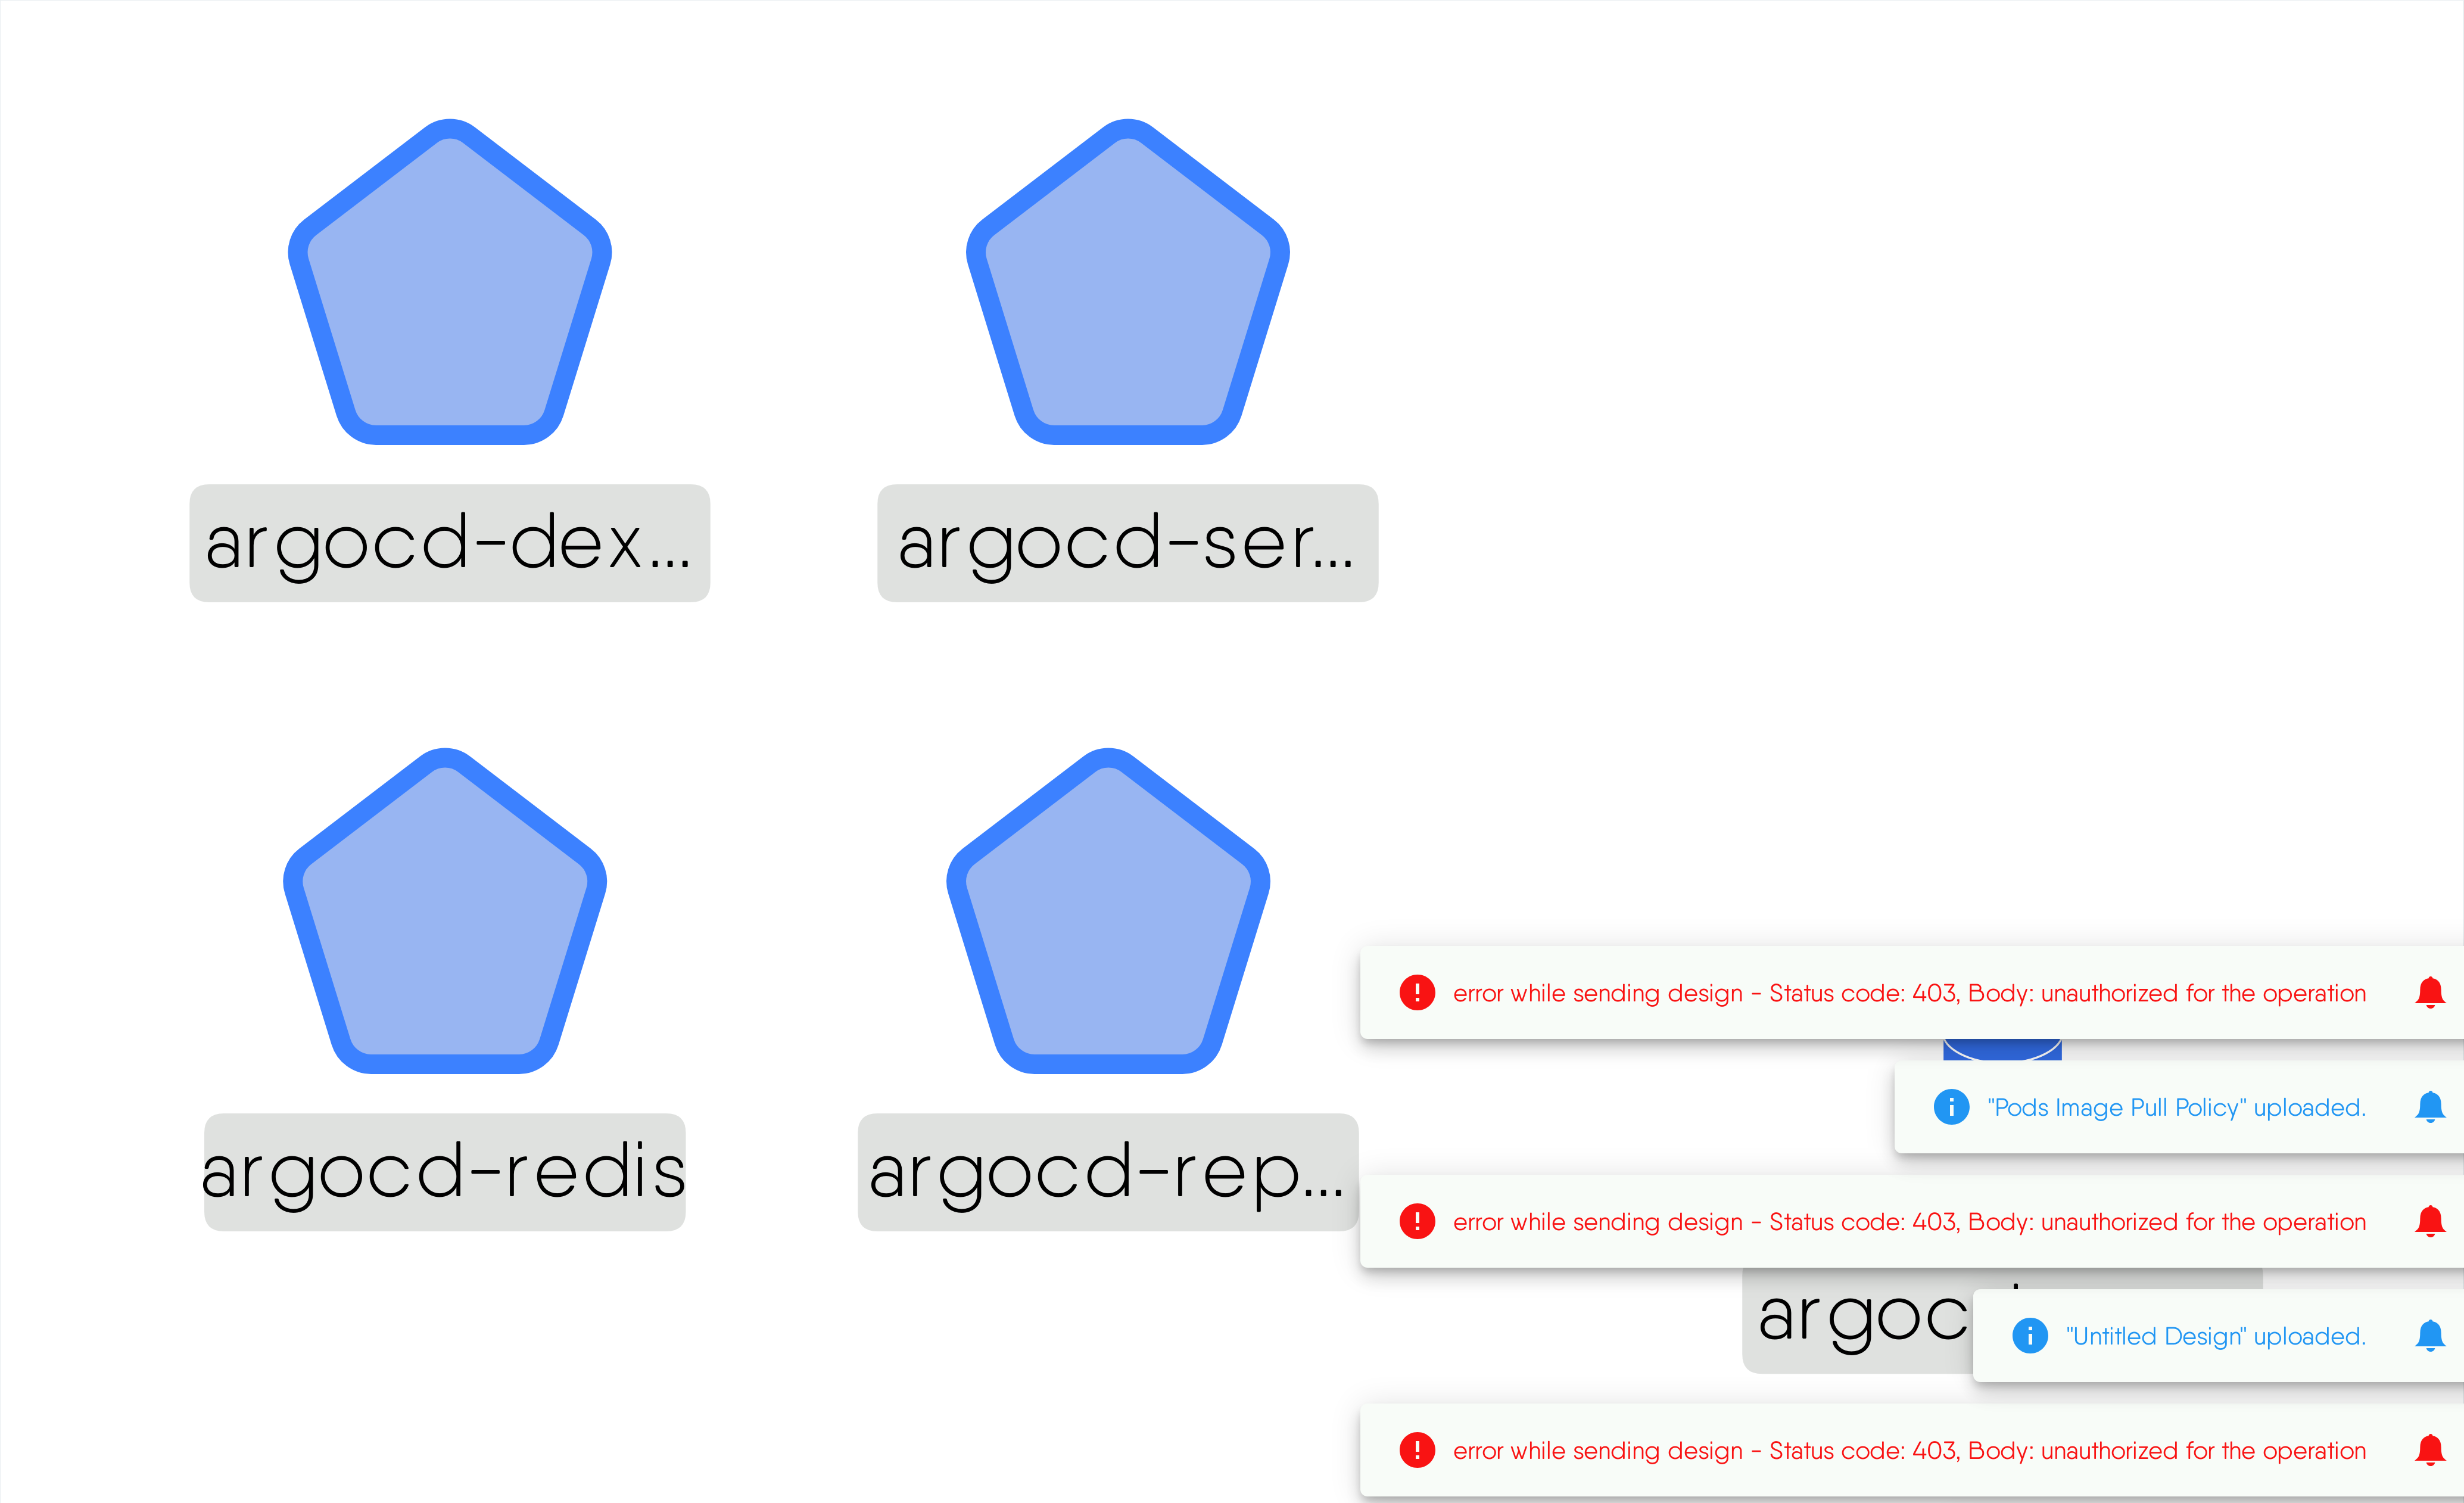 argocd-dex...
argocd-ser...
argocd-redis
argocd-rep...
error while sending design - Status code: 403, Body: unauthorized for the operation
"Pods Image Pull Policy" uploaded.
error while sending design - Status code: 403, Body: unauthorized for the operation
argoc
"Untitled Design" uploaded.
error while sending design - Status code: 403, Body: unauthorized for the operation